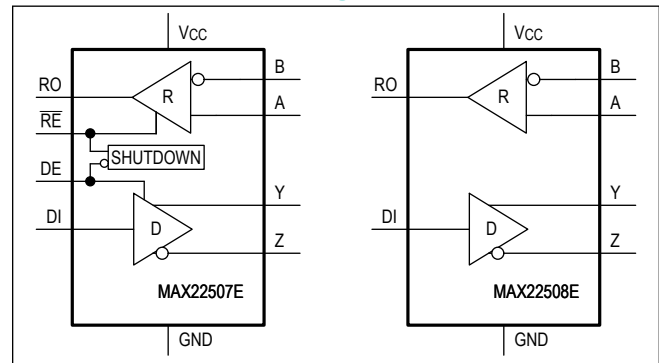 VCC
RO
R
B
A
RE
SHUTDOWN
DE
DI
D
Y
Z
MAX22507E
GND
VCC
RO
R
B
A
DI
D
Y
Z
MAX22508E
GND